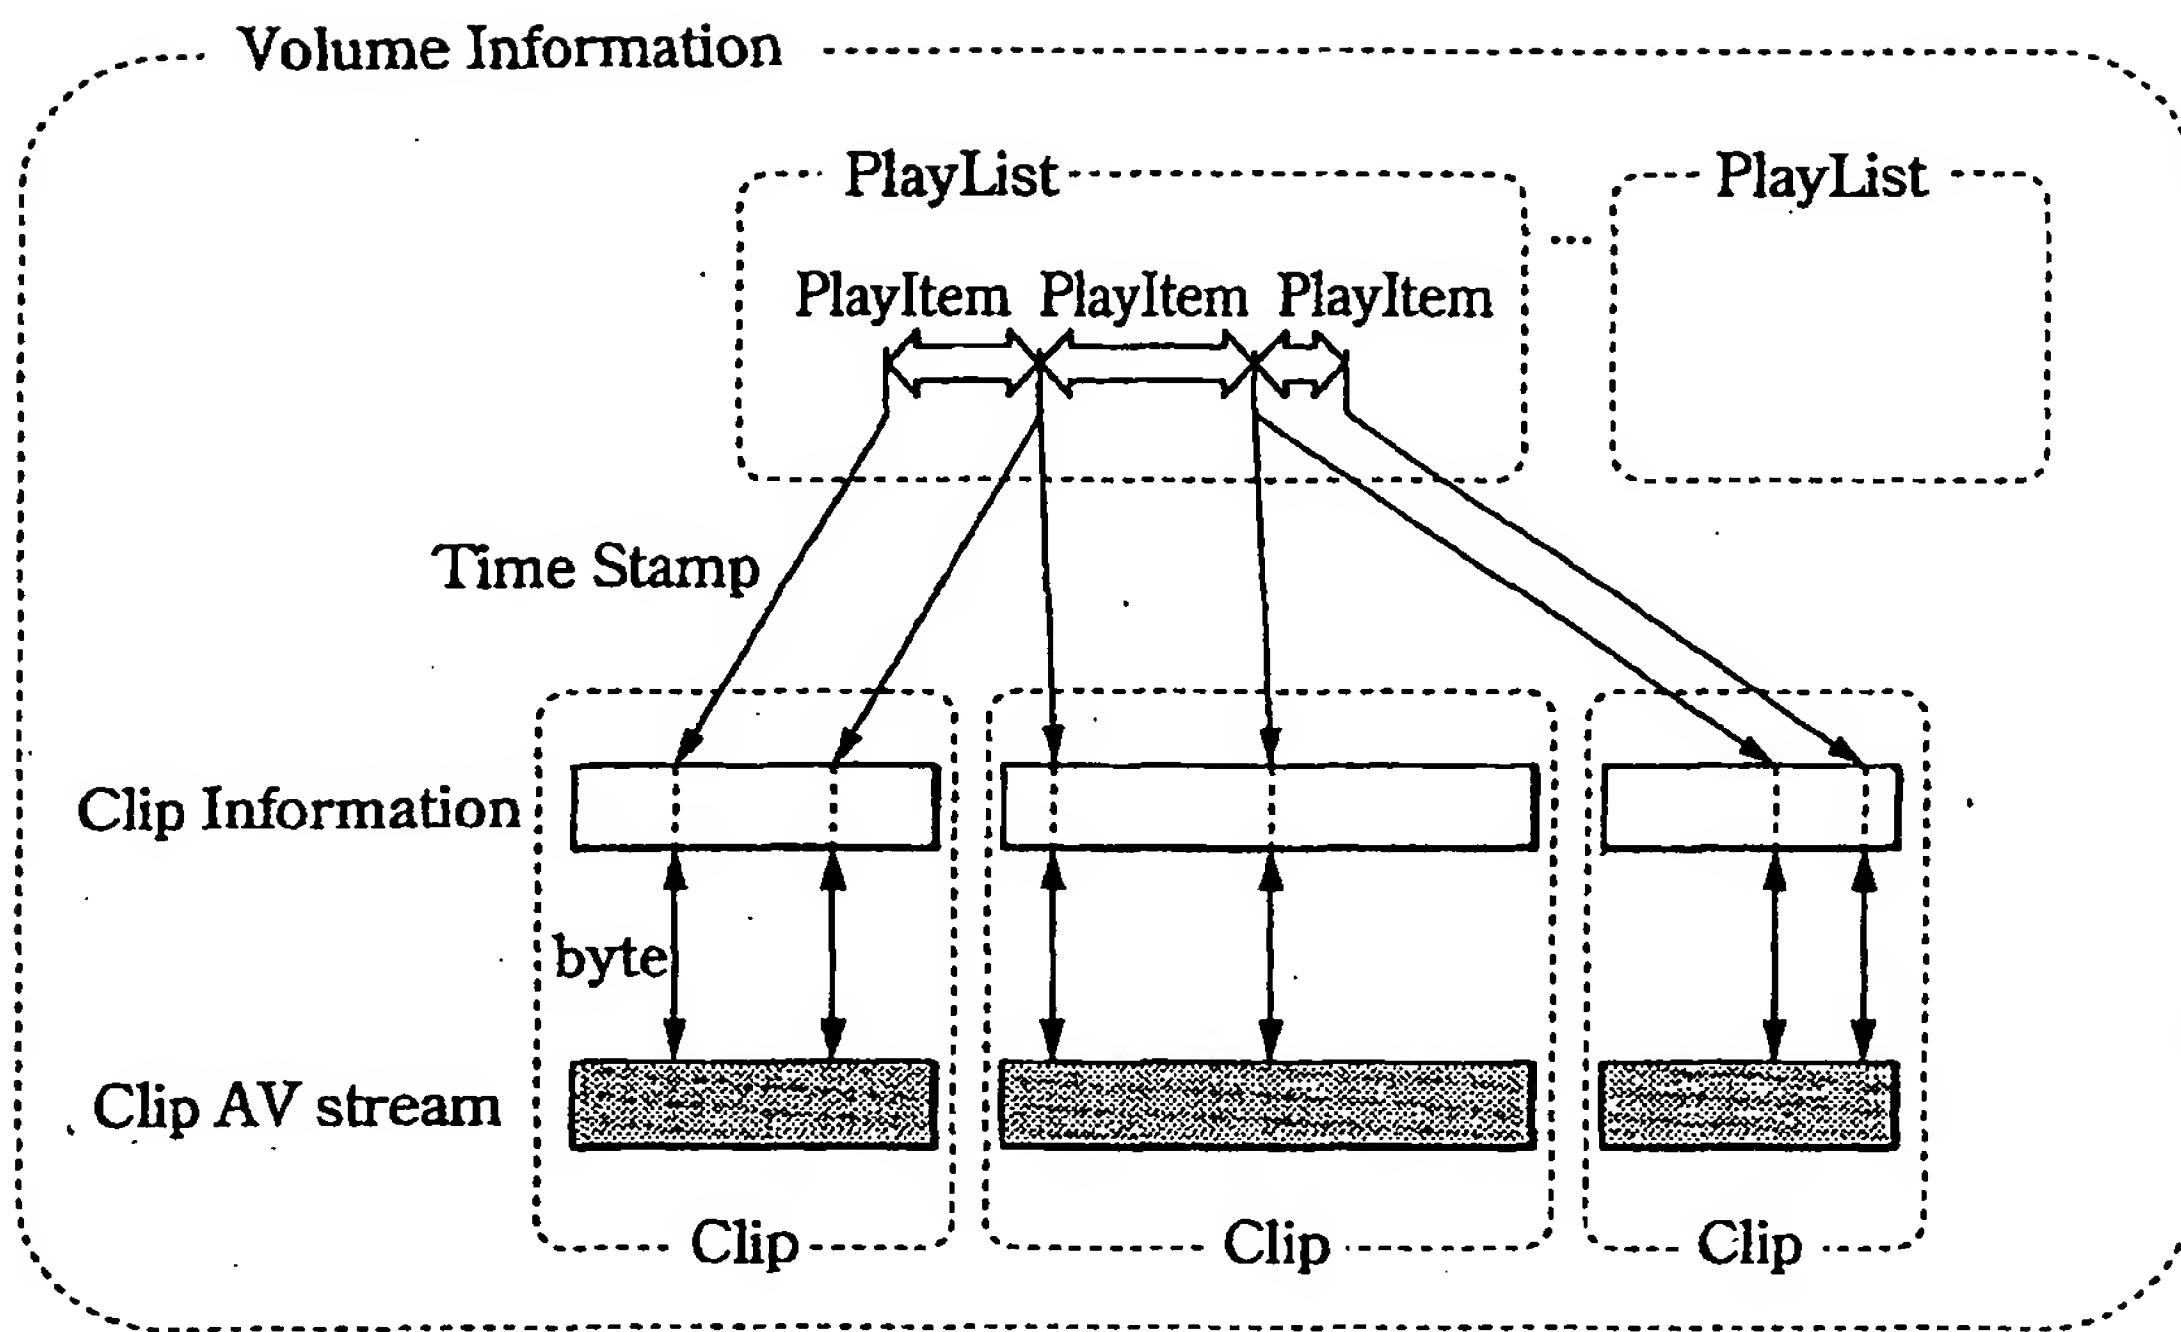 Volume Information
PlayList
PlayList
...
PlayItem PlayItem PlayItem
Time Stamp
Clip Information
byte
Clip AV stream
Clip
Clip
Clip